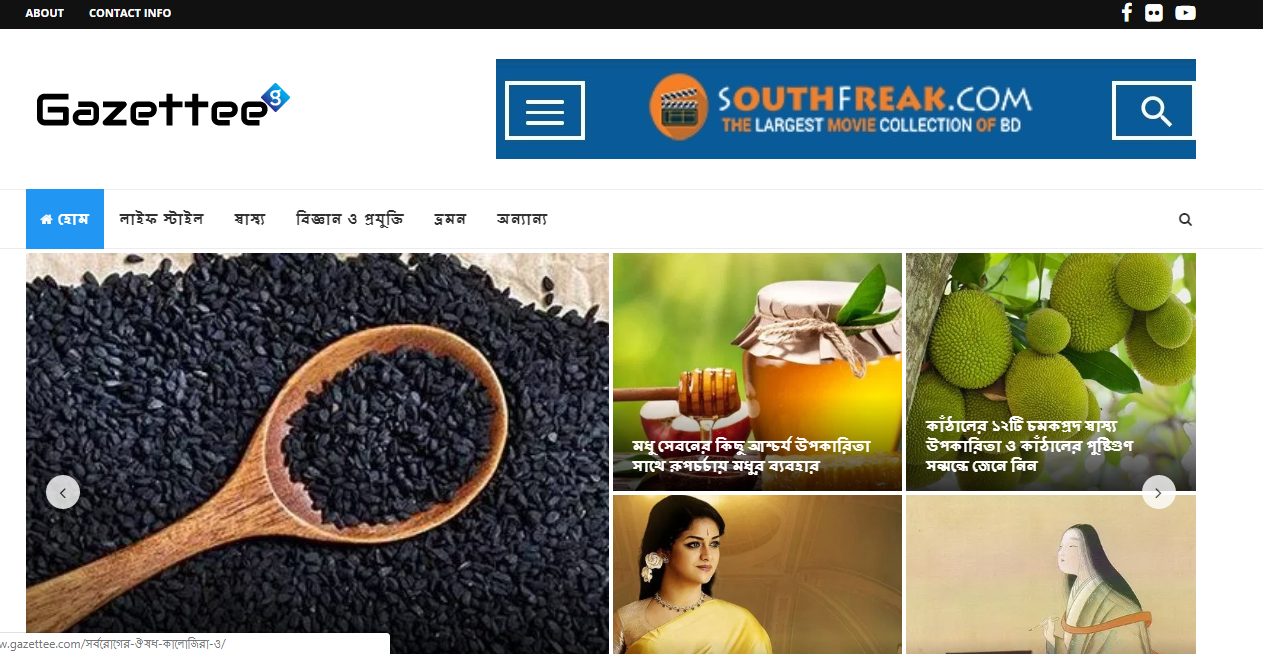 ABOUT CONTACT INFO
Gazettee g
SOUTHFREAK.COM
THE LARGEST MOVIE COLLECTION OF BD
হোম লাইফ স্টাইল স্বাস্থ্য বিজ্ঞান ও প্রযুক্তি ভ্রমন অন্যান্য
মধু সেবনের কিছু আশ্চর্য উপকারিতা
সাথে রুপচর্চায় মধুর ব্যবহার
কাঁঠালের ১২টি চমকপ্রদ স্বাস্থ্য
উপকারিতা ও কাঁঠালের পুষ্টিগুণ
সম্মন্ধে জেনে নিন
w.gazettee.com/সর্বরোগের-ঔষধ-কালোজিরা-ও/